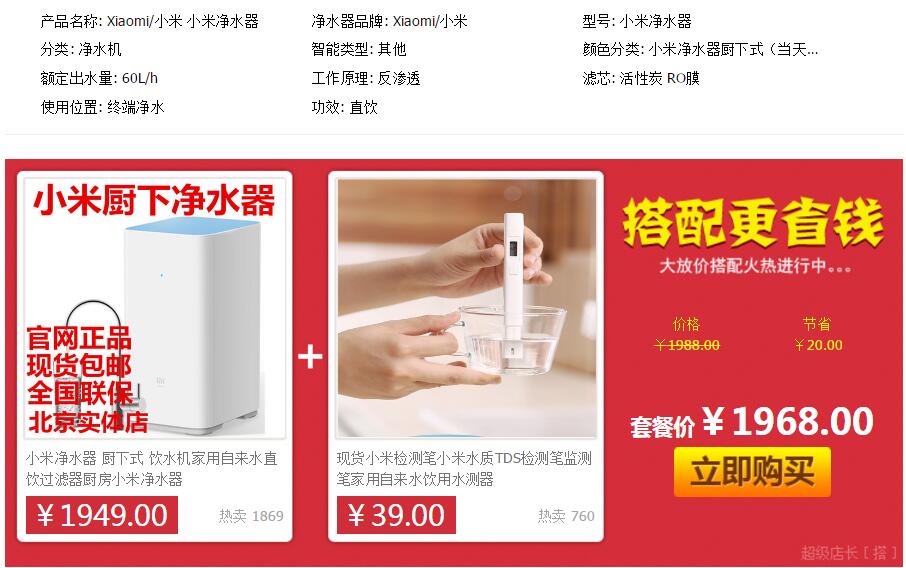 产品名称: Xiaomi/小米 小米净水器
净水器品牌: Xiaomi/小米
型号: 小米净水器
分类: 净水机
智能类型: 其他
颜色分类: 小米净水器厨下式（当天...
额定出水量: 60L/h
工作原理: 反渗透
滤芯: 活性炭 RO膜
使用位置: 终端净水
功效: 直饮
小米厨下净水器
官网正品
现货包邮
全国联保
北京实体店
小米净水器 厨下式 饮水机家用自来水直
饮过滤器厨房小米净水器
￥1949.00
热卖 1869
+
现货小米检测笔小米水质TDS检测笔监测
笔家用自来水饮用水测器
￥39.00
热卖 760
搭配更省钱
大放价搭配火热进行中。。。
价格
节省
￥1988.00
￥20.00
套餐价￥1968.00
立即购买
超级店长 [ 搭 ]